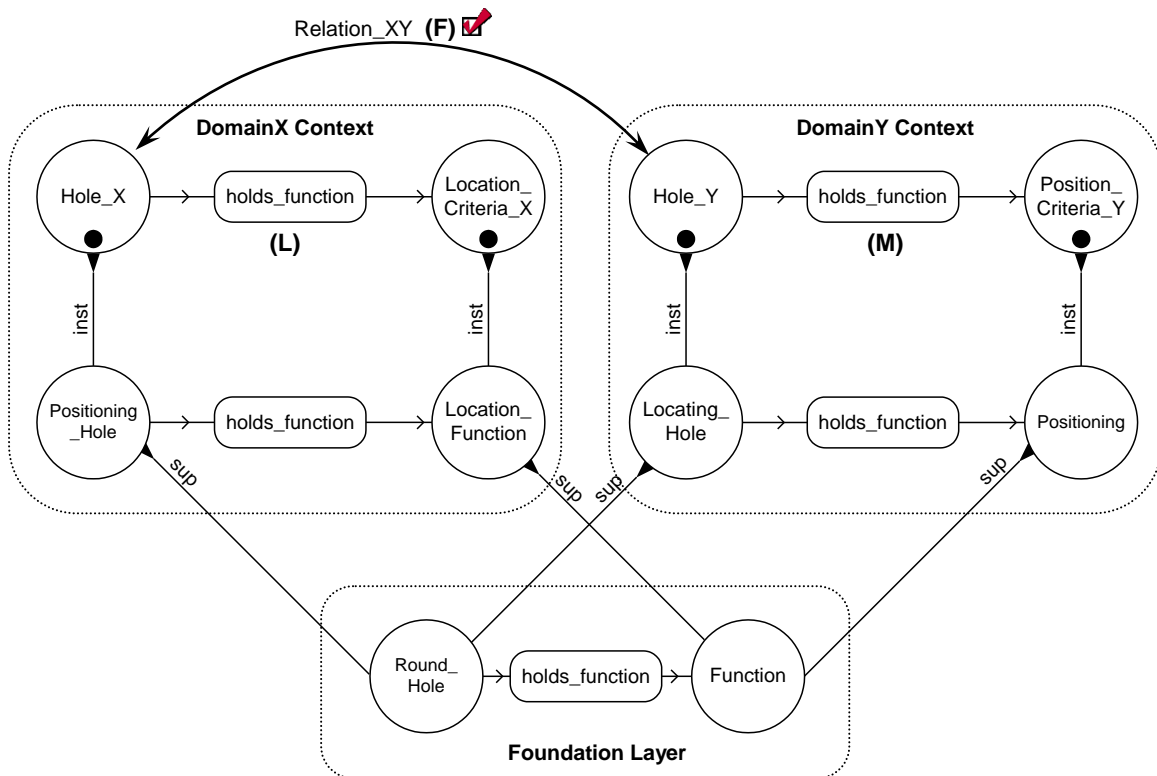 Relation_XY (F)
DomainX Context
DomainY Context
Hole_X
holds_function
Location_
Criteria_X
Hole_Y
holds_function
Position_
Criteria_Y
(L)
(M)
inst
inst
inst
inst
Positioning
_Hole
holds_function
Location_
Function
Locating_
Hole
holds_function
Positioning
sup
sup
sup
sup
Round_
Hole
holds_function
Function
Foundation Layer